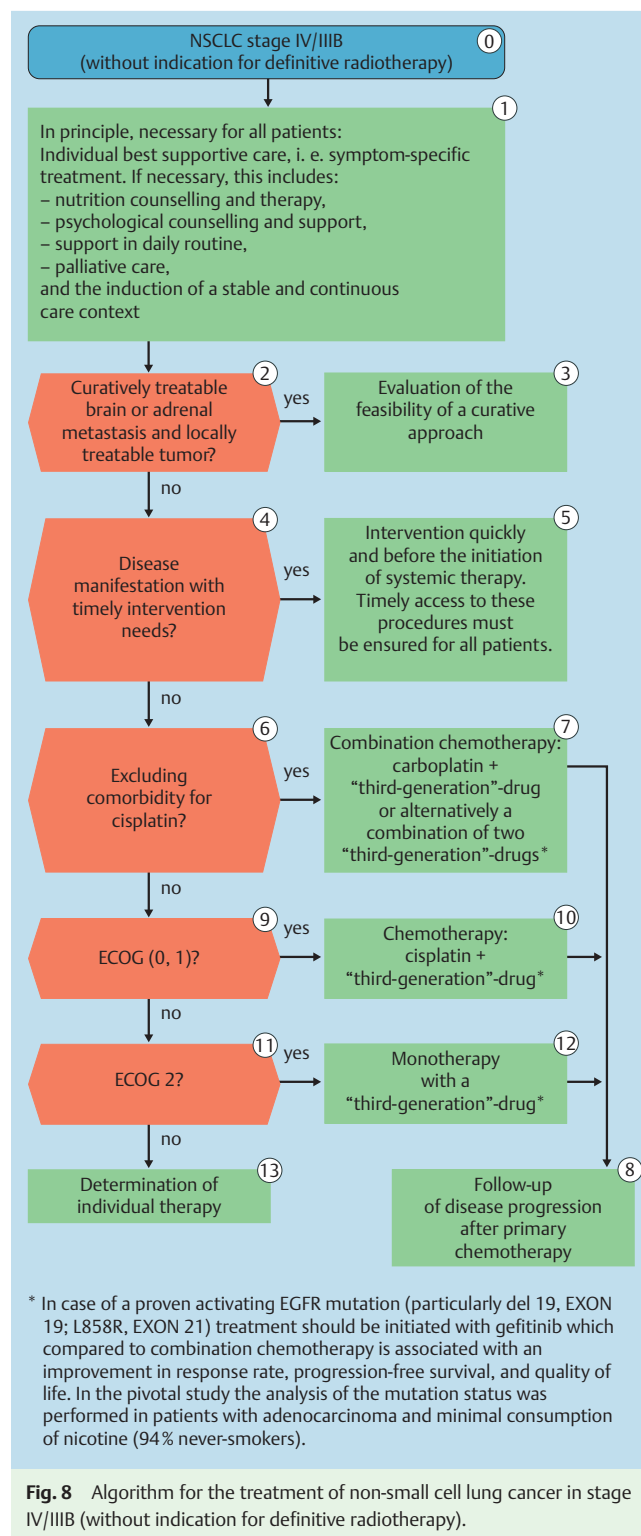 NSCLC stage IV/IIIB
(without indication for definitive radiotherapy)
0
1
In principle, necessary for all patients:
Individual best supportive care, i. e. symptom-specific
treatment. If necessary, this includes:
– nutrition counselling and therapy,
– psychological counselling and support,
– support in daily routine,
– palliative care,
and the induction of a stable and continuous
care context
2
Curatively treatable
brain or adrenal
metastasis and locally
treatable tumor?
yes
3
Evaluation of the
feasibility of a curative
approach
no
4
Disease
manifestation with
timely intervention
needs?
yes
5
Intervention quickly
and before the initiation
of systemic therapy.
Timely access to these
procedures must
be ensured for all patients.
no
6
Excluding
comorbidity for
cisplatin?
yes
7
Combination chemotherapy:
carboplatin +
“third-generation”-drug
or alternatively a
combination of two
“third-generation”-drugs*
no
9
ECOG (0, 1)?
yes
10
Chemotherapy:
cisplatin +
“third-generation”-drug*
no
11
ECOG 2?
yes
12
Monotherapy
with a
“third-generation”-drug*
no
13
Determination of
individual therapy
8
Follow-up
of disease progression
after primary
chemotherapy
* In case of a proven activating EGFR mutation (particularly del 19, EXON
19; L858R, EXON 21) treatment should be initiated with gefitinib which
compared to combination chemotherapy is associated with an
improvement in response rate, progression-free survival, and quality of
life. In the pivotal study the analysis of the mutation status was
performed in patients with adenocarcinoma and minimal consumption
of nicotine (94 % never-smokers).
Fig. 8 Algorithm for the treatment of non-small cell lung cancer in stage
IV/IIIB (without indication for definitive radiotherapy).